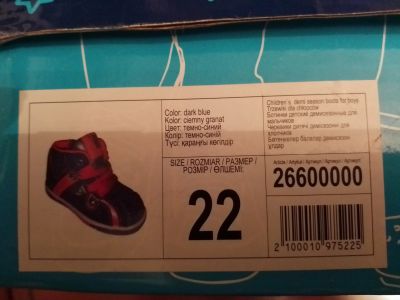 Color: dark blue
Kolor: ciemny granat
Цвет: темно-синий
Колір: темно-синій
Түсі: қараңғы көгілдір
SIZE / ROZMIAR / РАЗМЕР /
РОЗМІР / ӨЛШЕМІ:
22
Children's demi season boots for boys
Trzewiki dla chłopców
Ботинки детские демисезонные для
мальчиков
Черевики дитячі демісезонні для
хлопчиків
Балалар
ұлдар
Article / Artykuł / Артикул / Артикул / Артикул:
26600000
2 100010 975225